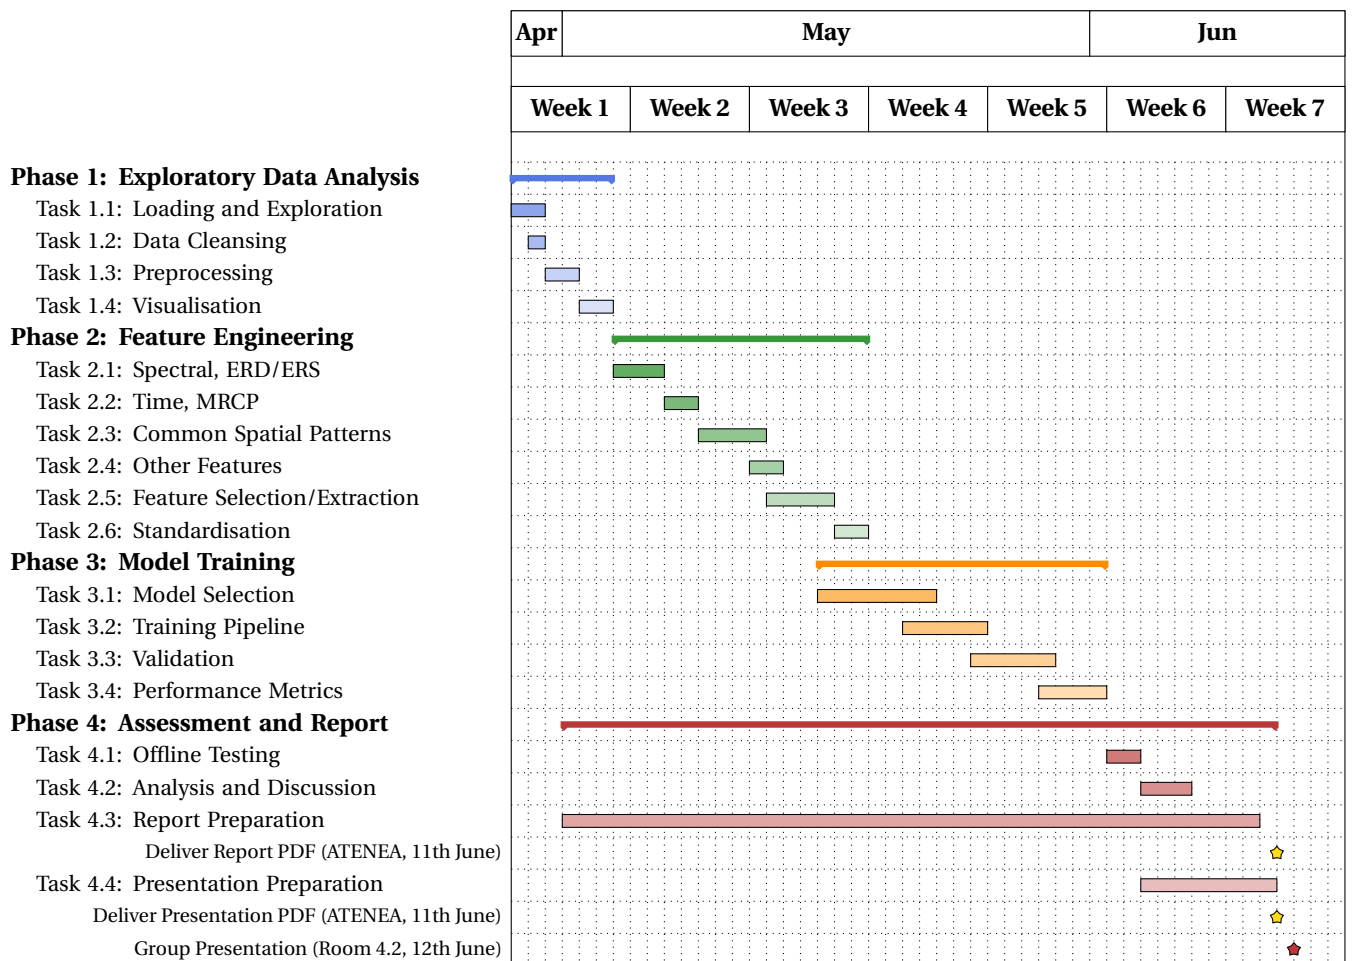 Apr May Jun
Week 1 Week 2 Week 3 Week 4 Week 5 Week 6 Week 7
Phase 1: Exploratory Data Analysis
Task 1.1: Loading and Exploration
Task 1.2: Data Cleansing
Task 1.3: Preprocessing
Task 1.4: Visualisation
Phase 2: Feature Engineering
Task 2.1: Spectral, ERD/ERS
Task 2.2: Time, MRCP
Task 2.3: Common Spatial Patterns
Task 2.4: Other Features
Task 2.5: Feature Selection/Extraction
Task 2.6: Standardisation
Phase 3: Model Training
Task 3.1: Model Selection
Task 3.2: Training Pipeline
Task 3.3: Validation
Task 3.4: Performance Metrics
Phase 4: Assessment and Report
Task 4.1: Offline Testing
Task 4.2: Analysis and Discussion
Task 4.3: Report Preparation
Deliver Report PDF (ATENEA, 11th June)
Task 4.4: Presentation Preparation
Deliver Presentation PDF (ATENEA, 11th June)
Group Presentation (Room 4.2, 12th June)